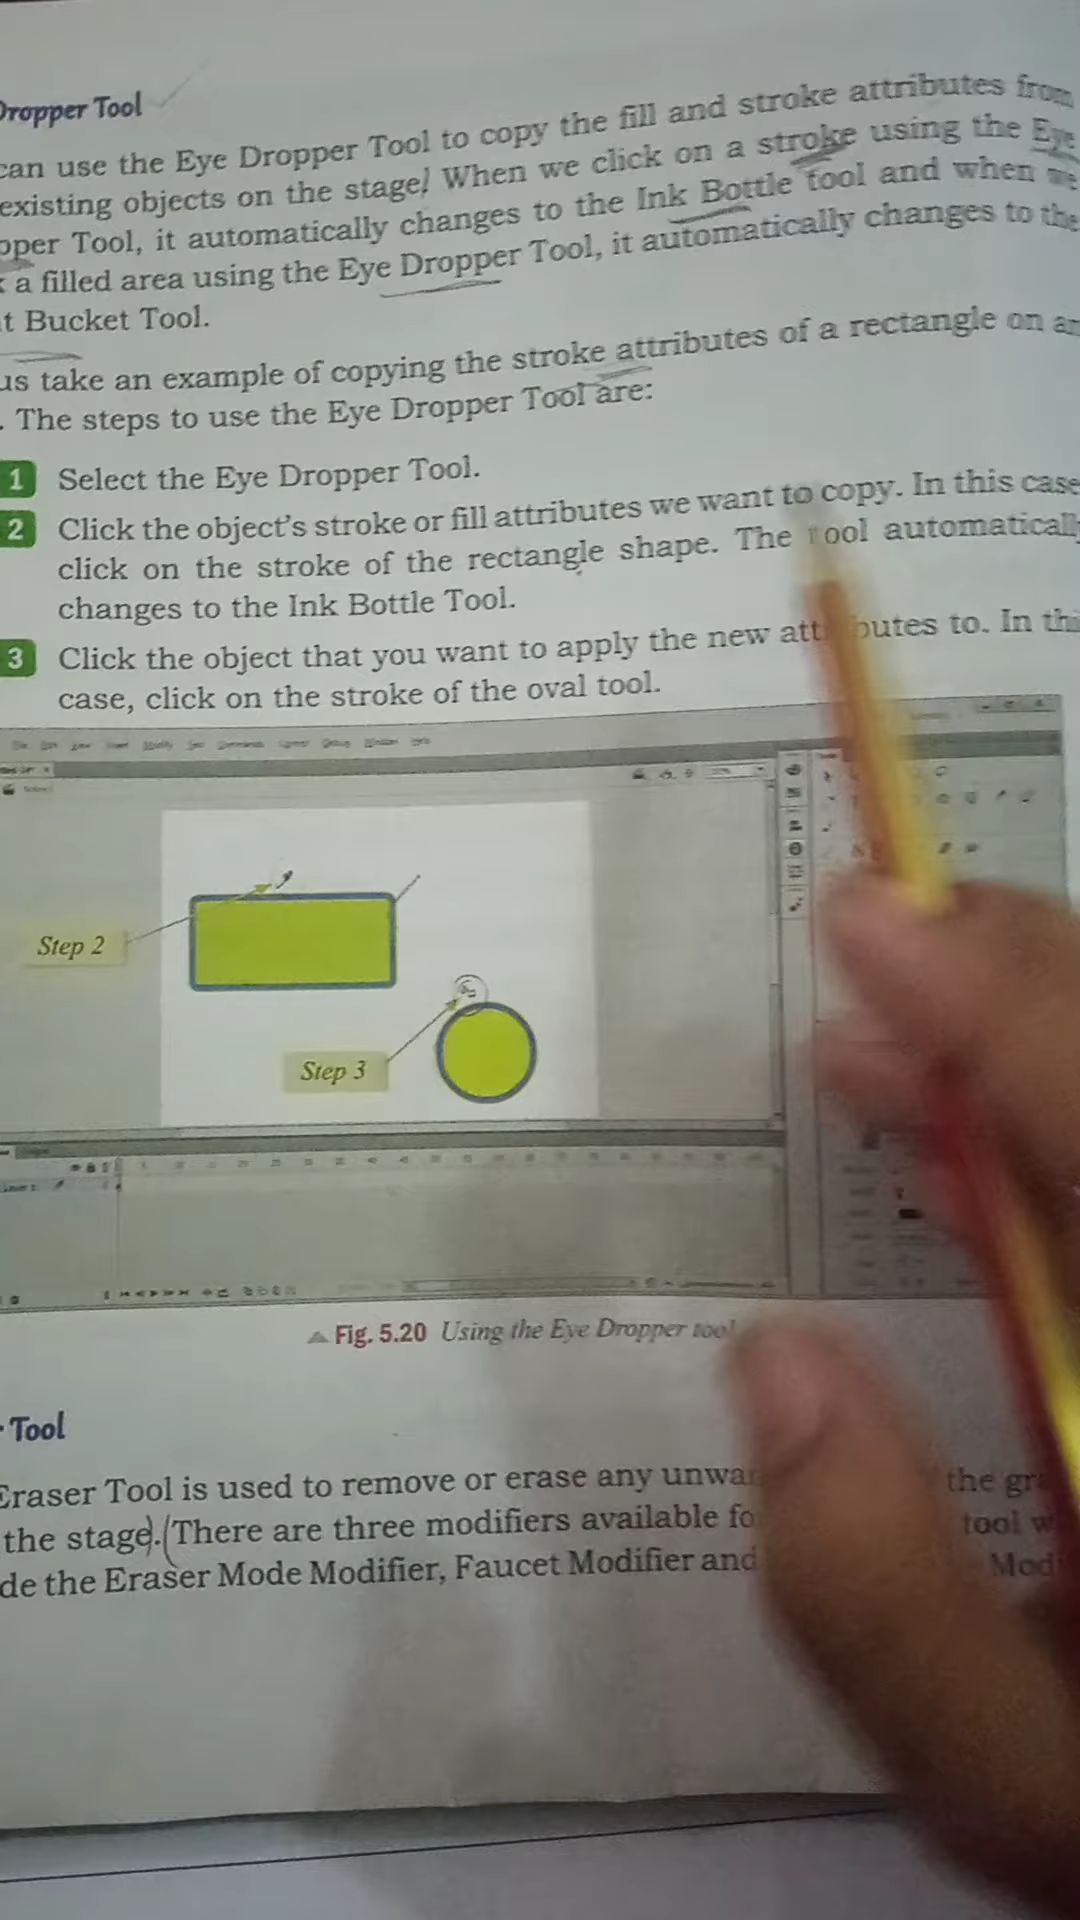 Dropper Tool
can use the Eye Dropper Tool to copy the fill and stroke attributes from
existing objects on the stage. When we click on a stroke using the Eye
pper Tool, it automatically changes to the Ink Bottle tool and when we
a filled area using the Eye Dropper Tool, it automatically changes to the
t Bucket Tool.
us take an example of copying the stroke attributes of a rectangle on an
. The steps to use the Eye Dropper Tool are:
1 Select the Eye Dropper Tool.
2 Click the object's stroke or fill attributes we want to copy. In this case
click on the stroke of the rectangle shape. The tool automatically
changes to the Ink Bottle Tool.
3 Click the object that you want to apply the new attributes to. In thi
case, click on the stroke of the oval tool.
Step 2
Step 3
Fig. 5.20 Using the Eye Dropper tool
Tool
Eraser Tool is used to remove or erase any unwa the gra
the stage. There are three modifiers available fo tool w
de the Eraser Mode Modifier, Faucet Modifier and Modi